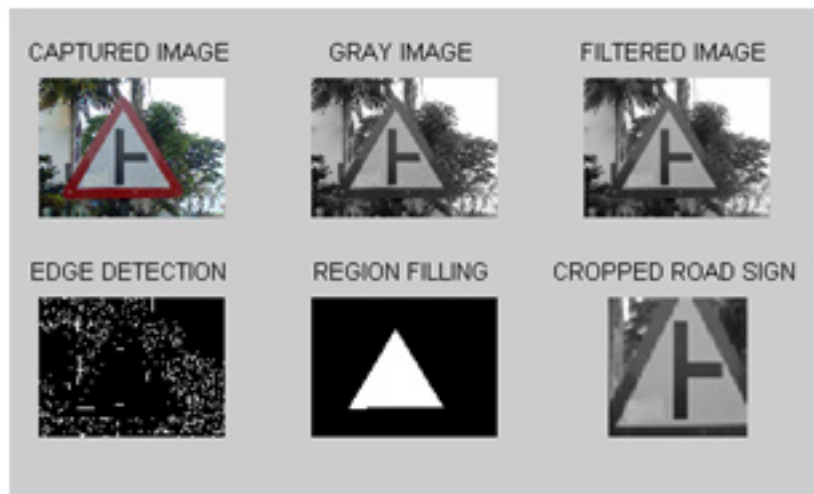 CAPTURED IMAGE
GRAY IMAGE
FILTERED IMAGE
EDGE DETECTION
REGION FILLING
CROPPED ROAD SIGN